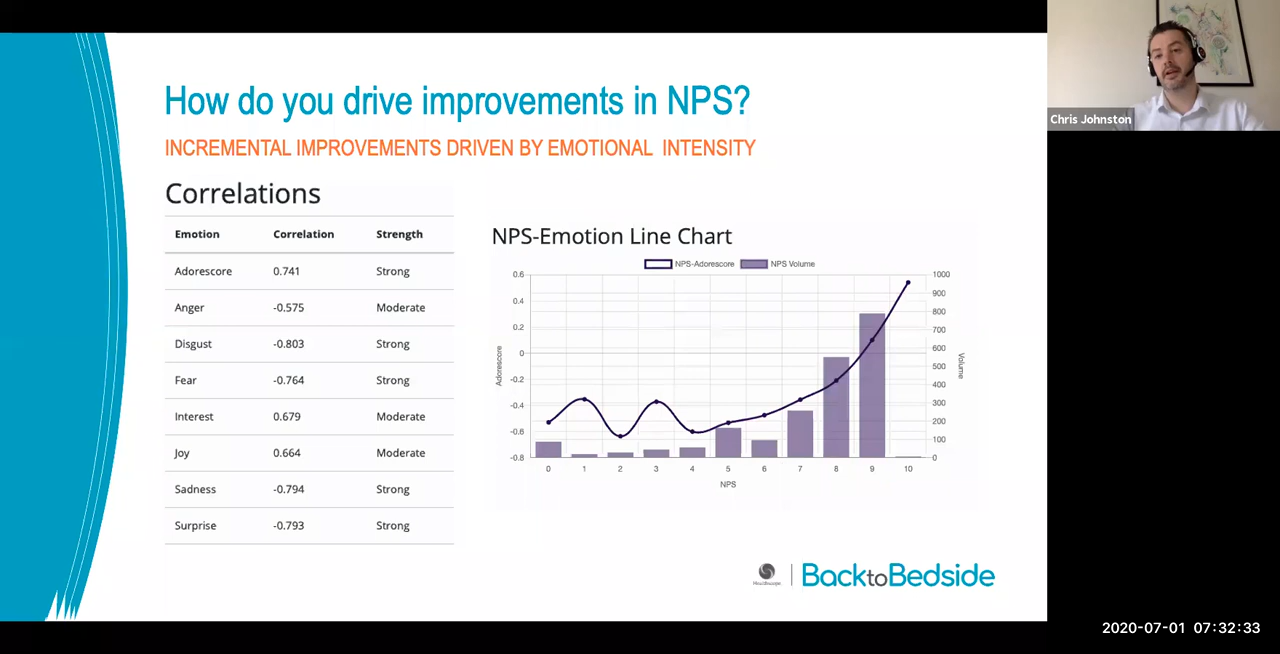 How do you drive improvements in NPS?
INCREMENTAL IMPROVEMENTS DRIVEN BY EMOTIONAL INTENSITY
Correlations
Emotion Correlation Strength
Adorescore 0.741 Strong
Anger -0.575 Moderate
Disgust -0.803 Strong
Fear -0.764 Strong
Interest 0.679 Moderate
Joy 0.664 Moderate
Sadness -0.794 Strong
Surprise -0.793 Strong
NPS-Emotion Line Chart
NPS-Adorescore NPS Volume
0.6 1000
900
0.4 800
0.2 700
600
0 500
-0.2 400
-0.4 300
200
-0.6 100
-0.8 0
Adorescore
Volume
0 1 2 3 4 5 6 7 8 9 10
NPS
Healthscope
BacktoBedside
Chris Johnston
2020-07-01 07:32:33